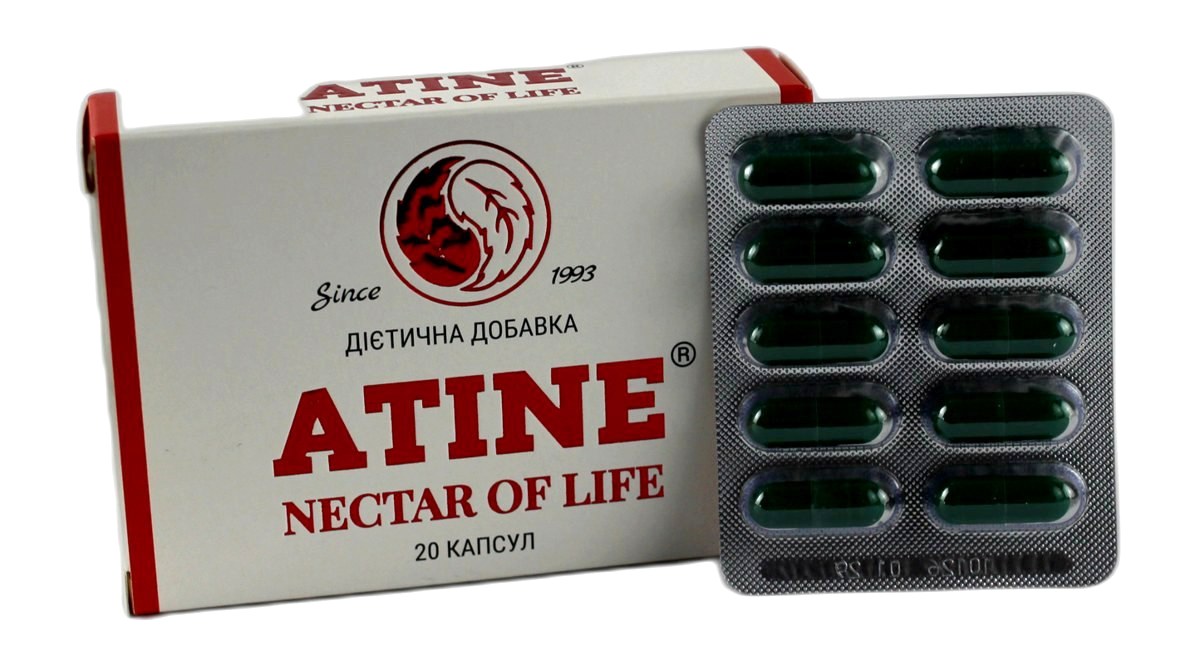 ATINE®
NECTAR OF LIFE
Since 1993
ДІЄТИЧНА ДОБАВКА
ATINE®
NECTAR OF LIFE
20 КАПСУЛ